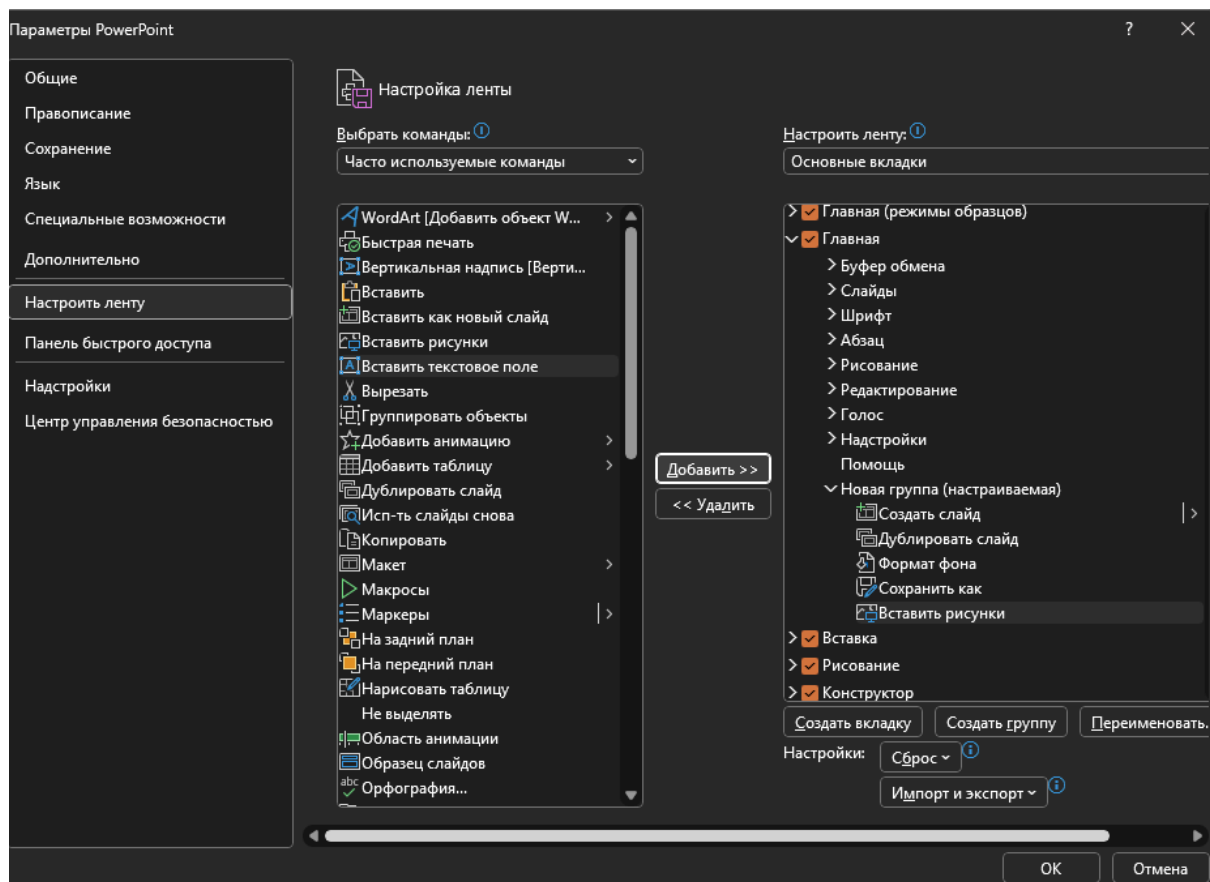 Параметры PowerPoint
?
Общие
Правописание
Сохранение
Язык
Специальные возможности
Дополнительно
Настроить ленту
Панель быстрого доступа
Надстройки
Центр управления безопасностью
Настройка ленты
Выбрать команды:
Часто используемые команды
WordArt [Добавить объект W...
Быстрая печать
Вертикальная надпись [Верти...
Вставить
Вставить как новый слайд
Вставить рисунки
Вставить текстовое поле
Вырезать
Группировать объекты
Добавить анимацию
Добавить таблицу
Дублировать слайд
Исп-ть слайды снова
Копировать
Макет
Макросы
Маркеры
На задний план
На передний план
Нарисовать таблицу
Не выделять
Область анимации
Образец слайдов
abc Орфография...
Добавить >>
<< Удалить
Настроить ленту:
Основные вкладки
Главная (режимы образцов)
Главная
Буфер обмена
Слайды
Шрифт
Абзац
Рисование
Редактирование
Голос
Надстройки
Помощь
Новая группа (настраиваемая)
Создать слайд
Дублировать слайд
Формат фона
Сохранить как
Вставить рисунки
Вставка
Рисование
Конструктор
Создать вкладку
Создать группу
Переименовать.
Настройки:
Сброс
Импорт и экспорт
ОК
Отмена